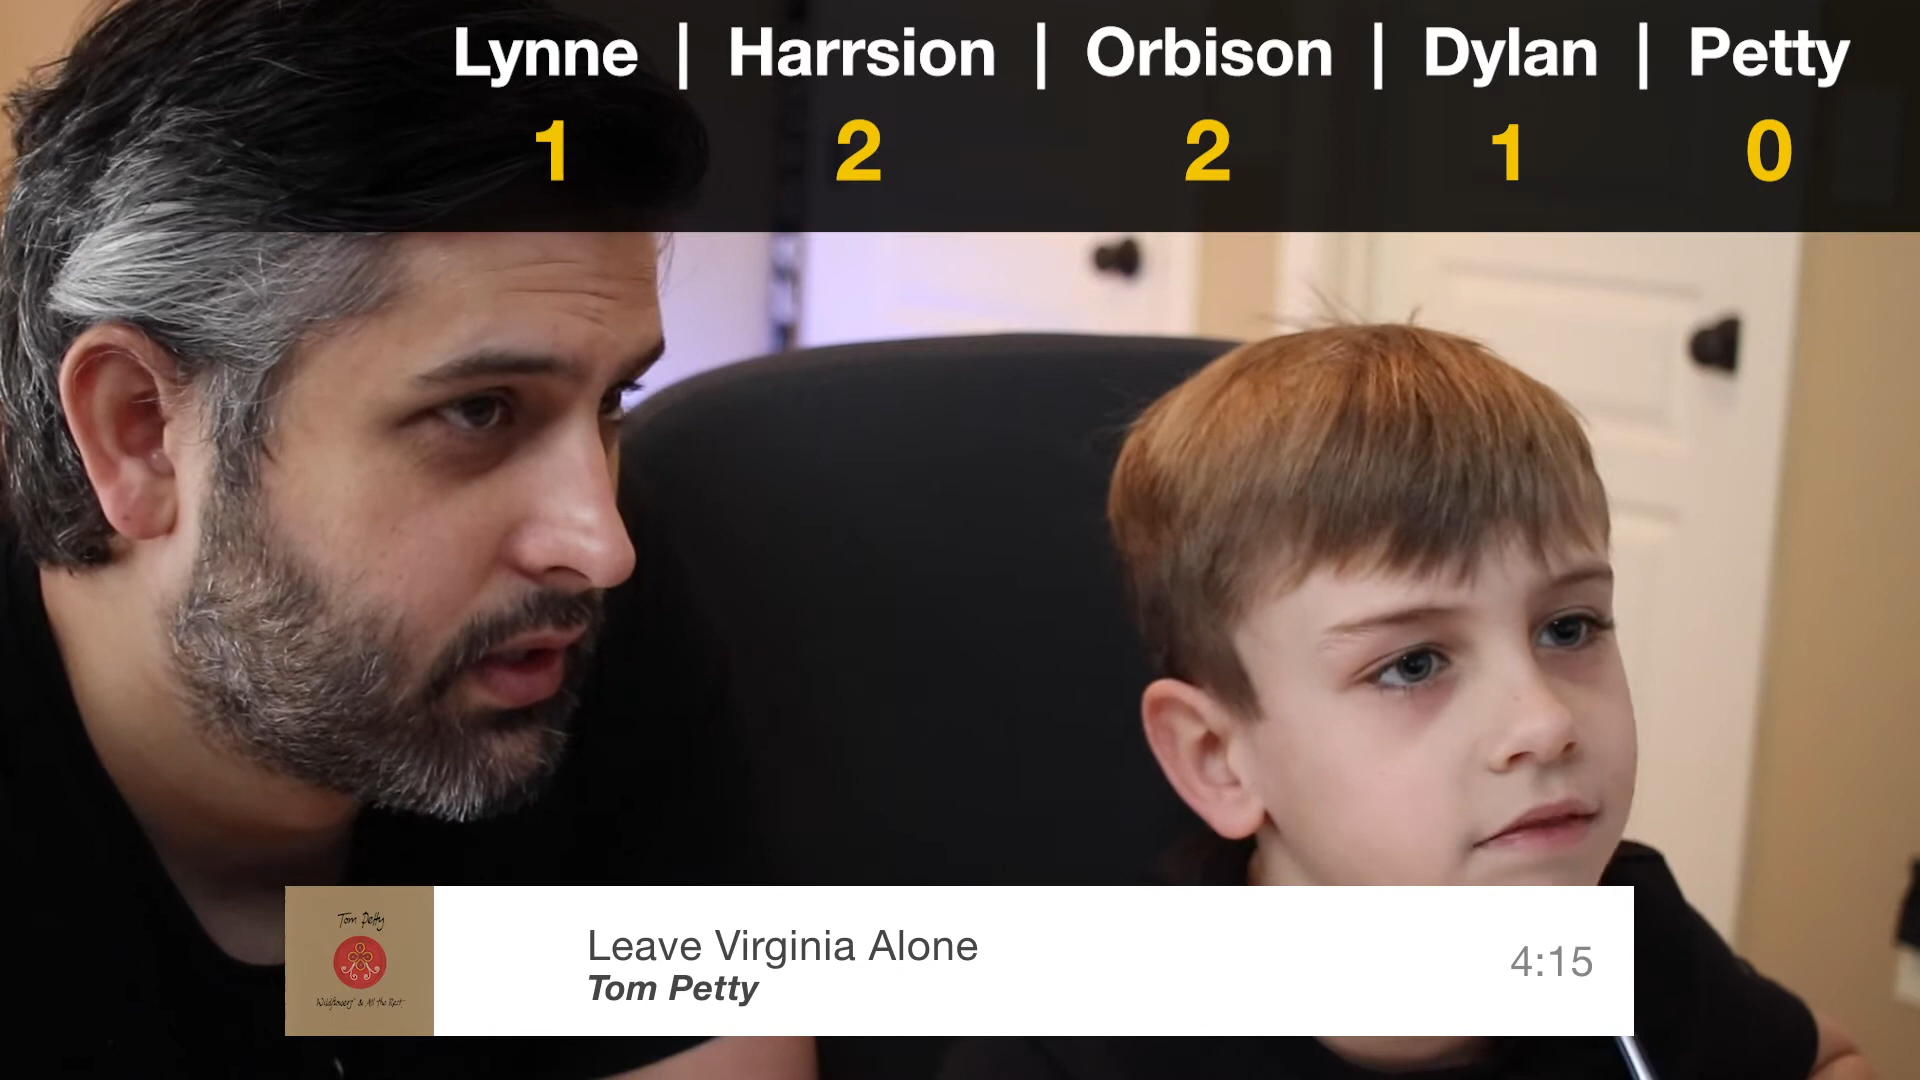 Lynne | Harrsion | Orbison | Dylan | Petty
1 2 2 1 0
Tom Petty
Wildflowers & All the Rest
Leave Virginia Alone
Tom Petty
4:15